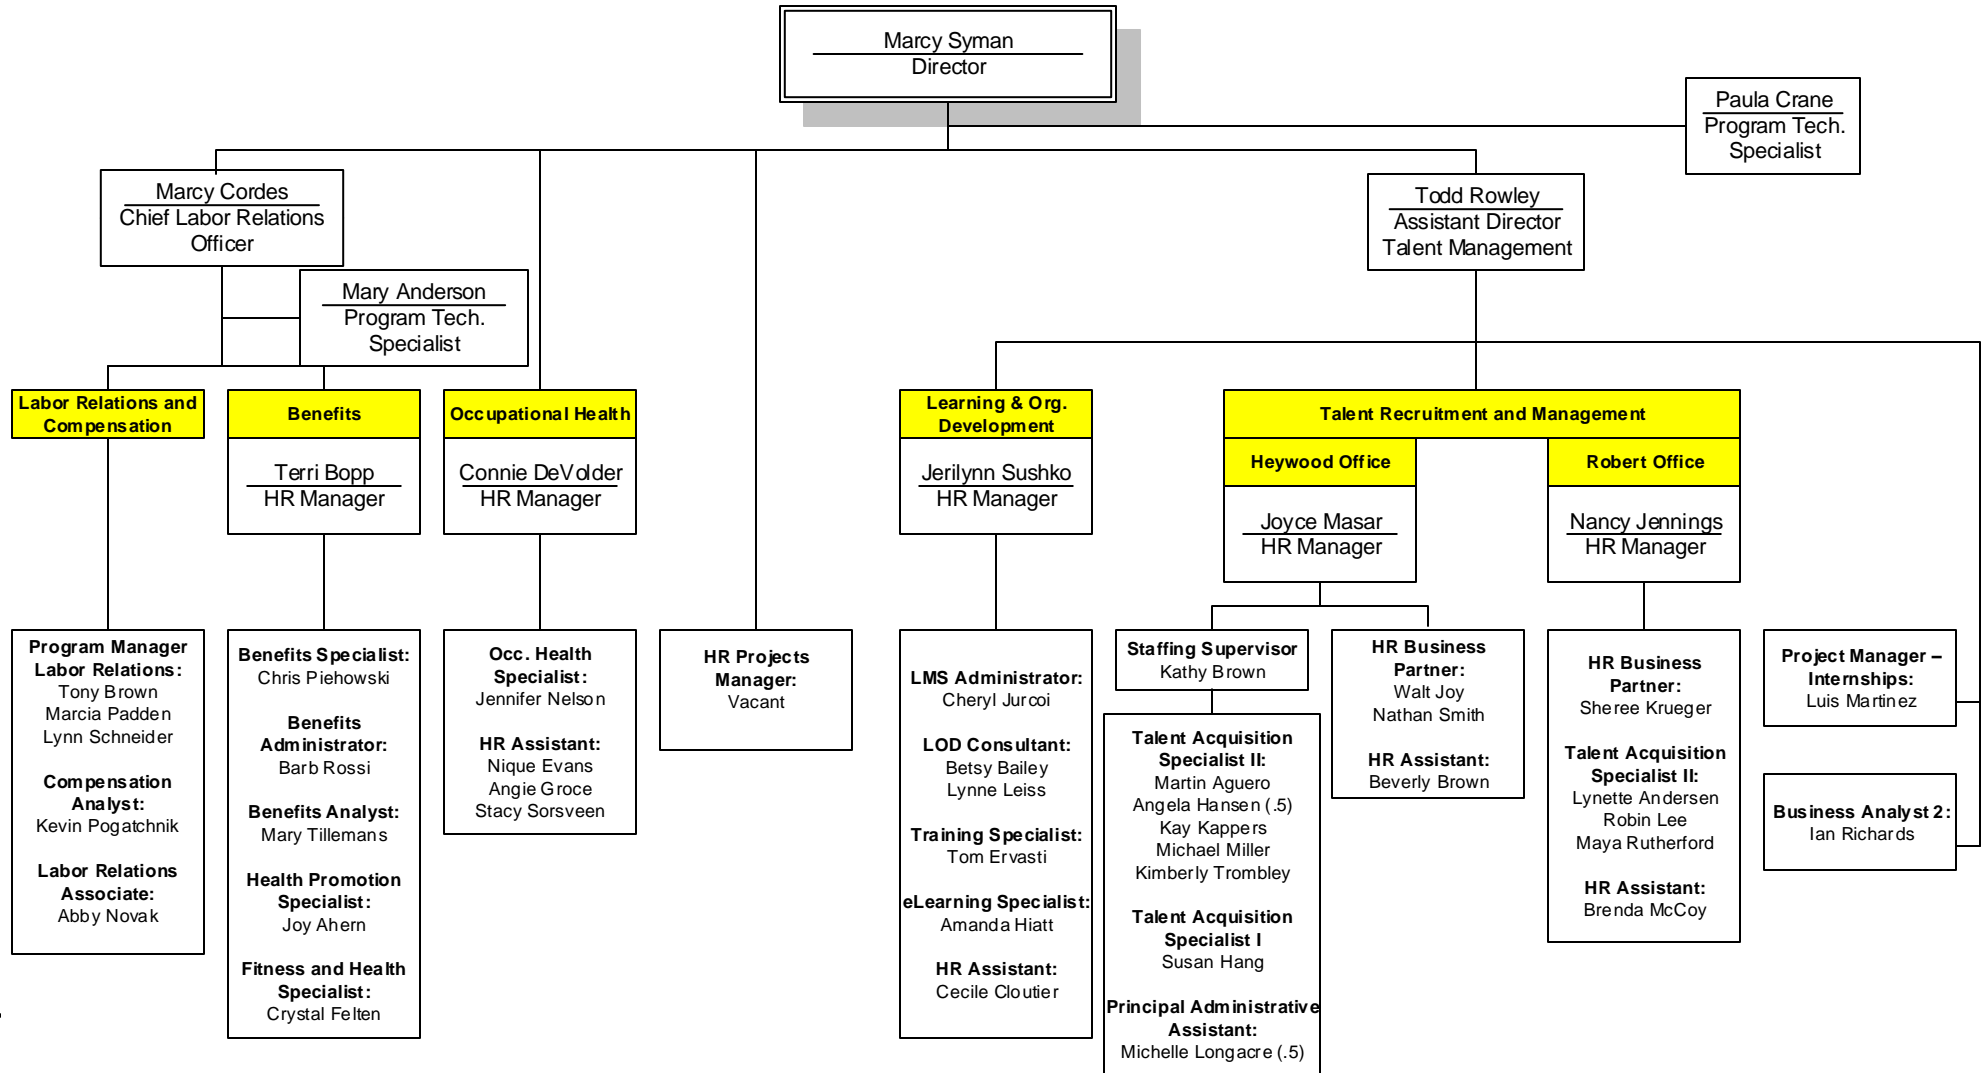 Marcy Syman
Director
Paula Crane
Program Tech.
Specialist
Marcy Cordes
Chief Labor Relations
Officer
Todd Rowley
Assistant Director
Talent Management
Mary Anderson
Program Tech.
Specialist
Labor Relations and
Compensation
Benefits
Terri Bopp
HR Manager
Occupational Health
Connie DeVolder
HR Manager
Learning & Org.
Development
Jerilynn Sushko
HR Manager
Talent Recruitment and Management
Heywood Office
Joyce Masar
HR Manager
Robert Office
Nancy Jennings
HR Manager
Program Manager
Labor Relations:
Tony Brown
Marcia Padden
Lynn Schneider
Compensation
Analyst:
Kevin Pogatchnik
Labor Relations
Associate:
Abby Novak
Benefits Specialist:
Chris Piehowski
Benefits
Administrator:
Barb Rossi
Benefits Analyst:
Mary Tillemans
Health Promotion
Specialist:
Joy Ahern
Fitness and Health
Specialist:
Crystal Felten
Occ. Health
Specialist:
Jennifer Nelson
HR Assistant:
Nique Evans
Angie Groce
Stacy Sorsveen
HR Projects
Manager:
Vacant
LMS Administrator:
Cheryl Jurcoi
LOD Consultant:
Betsy Bailey
Lynne Leiss
Training Specialist:
Tom Ervasti
eLearning Specialist:
Amanda Hiatt
HR Assistant:
Cecile Cloutier
Staffing Supervisor
Kathy Brown
Talent Acquisition
Specialist II:
Martin Aguero
Angela Hansen (.5)
Kay Kappers
Michael Miller
Kimberly Trombley
Talent Acquisition
Specialist I
Susan Hang
Principal Administrative
Assistant:
Michelle Longacre (.5)
HR Business
Partner:
Walt Joy
Nathan Smith
HR Assistant:
Beverly Brown
HR Business
Partner:
Sheree Krueger
Talent Acquisition
Specialist II:
Lynette Andersen
Robin Lee
Maya Rutherford
HR Assistant:
Brenda McCoy
Project Manager –
Internships:
Luis Martinez
Business Analyst 2:
Ian Richards